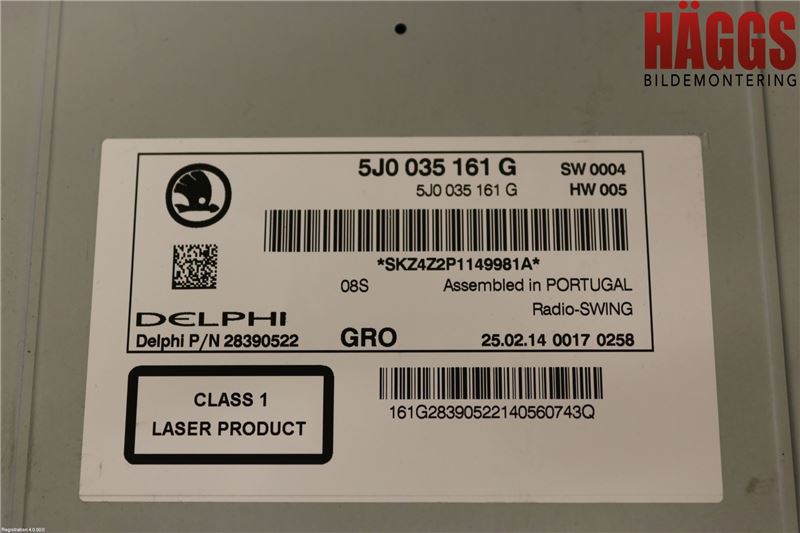 HÄGGS
BILDEMONTERING
5J0 035 161 G SW 0004
5J0 035 161 G HW 005
*SKZ4Z2P1149981A*
08S Assembled in PORTUGAL
Radio-SWING
DELPHI
Delphi P/N 28390522 GRO 25.02.14 0017 0258
CLASS 1
LASER PRODUCT
161G28390522140560743Q